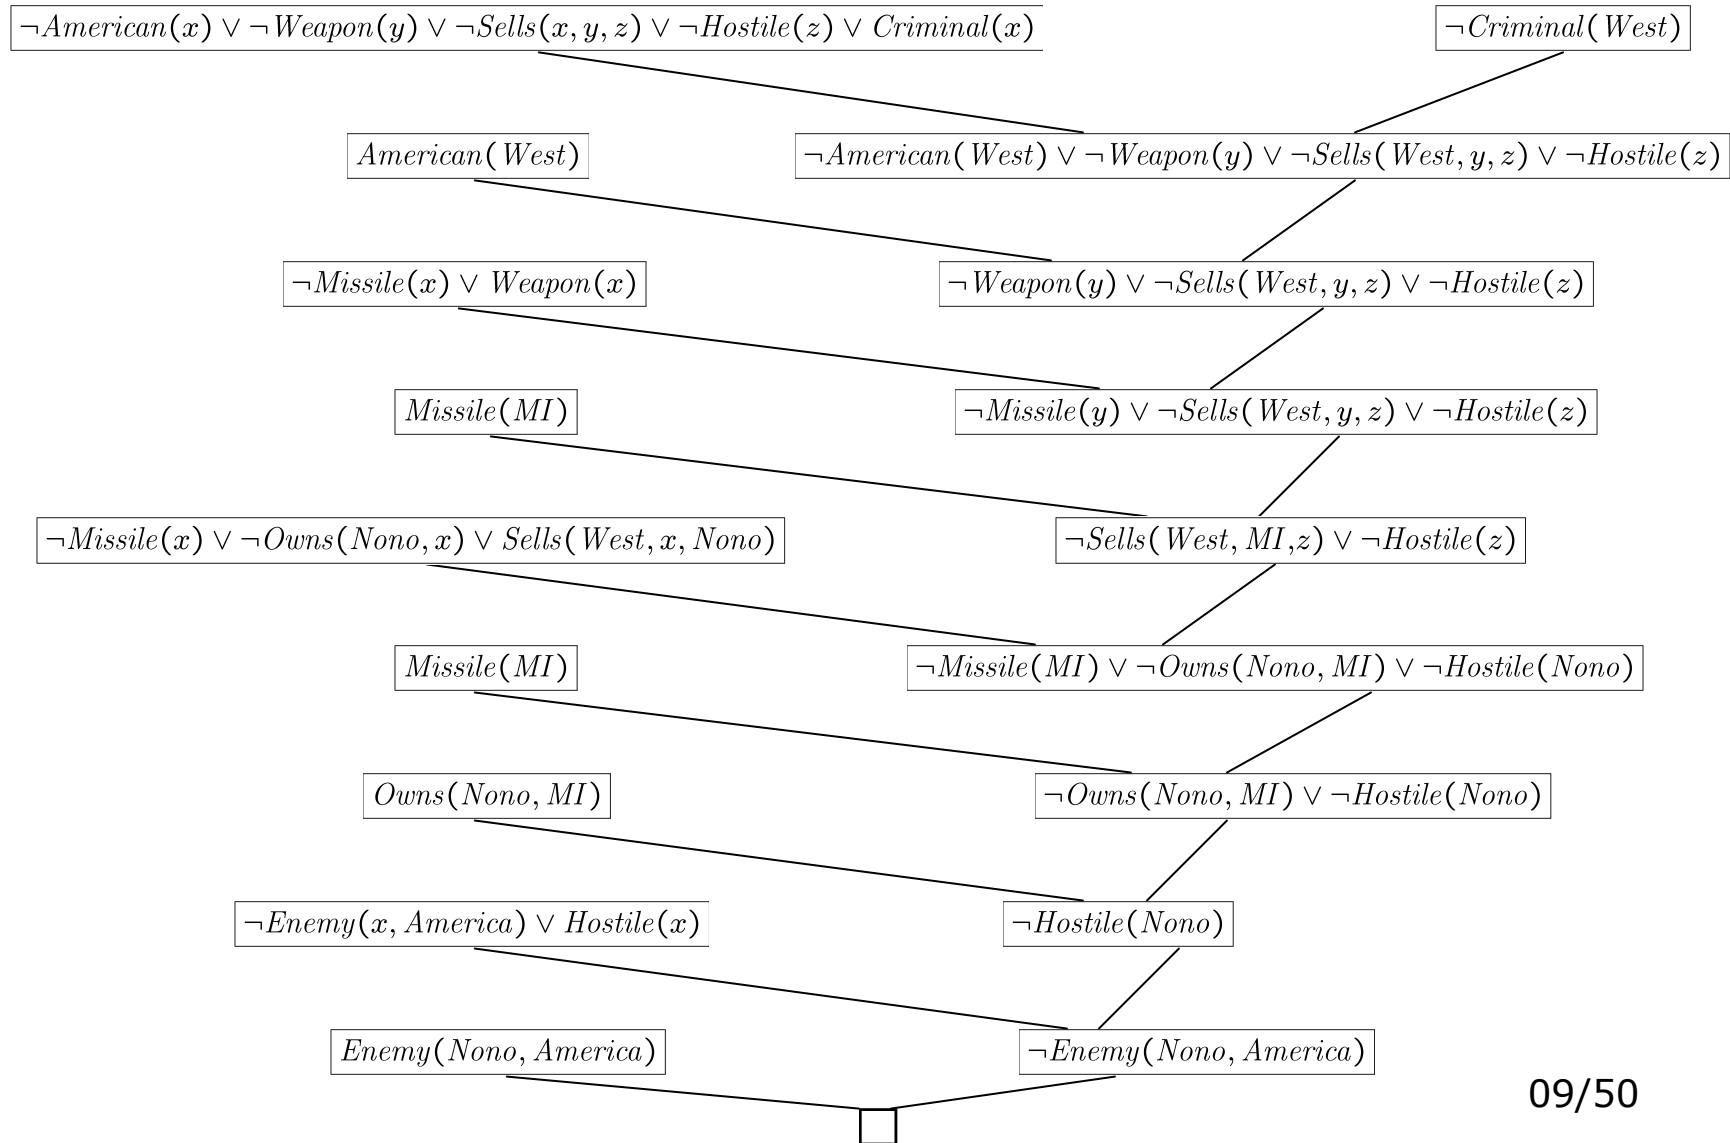 ¬American(x) ∨ ¬Weapon(y) ∨ ¬Sells(x, y, z) ∨ ¬Hostile(z) ∨ Criminal(x)
¬Criminal(West)
American(West)
¬American(West) ∨ ¬Weapon(y) ∨ ¬Sells(West, y, z) ∨ ¬Hostile(z)
¬Missile(x) ∨ Weapon(x)
¬Weapon(y) ∨ ¬Sells(West, y, z) ∨ ¬Hostile(z)
Missile(MI)
¬Missile(y) ∨ ¬Sells(West, y, z) ∨ ¬Hostile(z)
¬Missile(x) ∨ ¬Owns(Nono, x) ∨ Sells(West, x, Nono)
¬Sells(West, MI,z) ∨ ¬Hostile(z)
Missile(MI)
¬Missile(MI) ∨ ¬Owns(Nono, MI) ∨ ¬Hostile(Nono)
Owns(Nono, MI)
¬Owns(Nono, MI) ∨ ¬Hostile(Nono)
¬Enemy(x, America) ∨ Hostile(x)
¬Hostile(Nono)
Enemy(Nono, America)
¬Enemy(Nono, America)
09/50